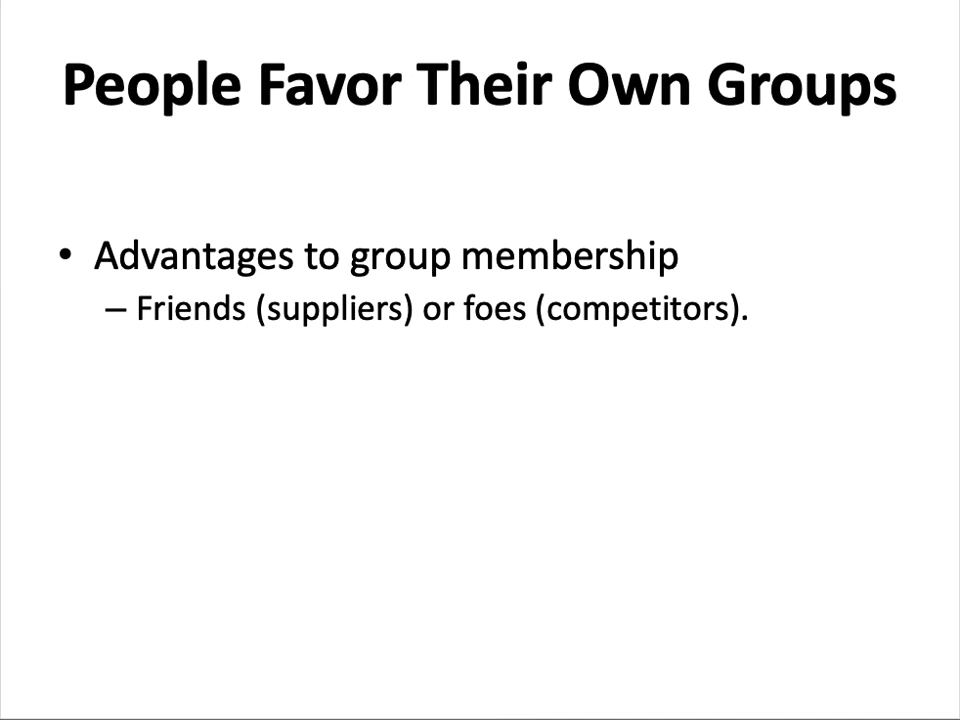 People Favor Their Own Groups
• Advantages to group membership
– Friends (suppliers) or foes (competitors).